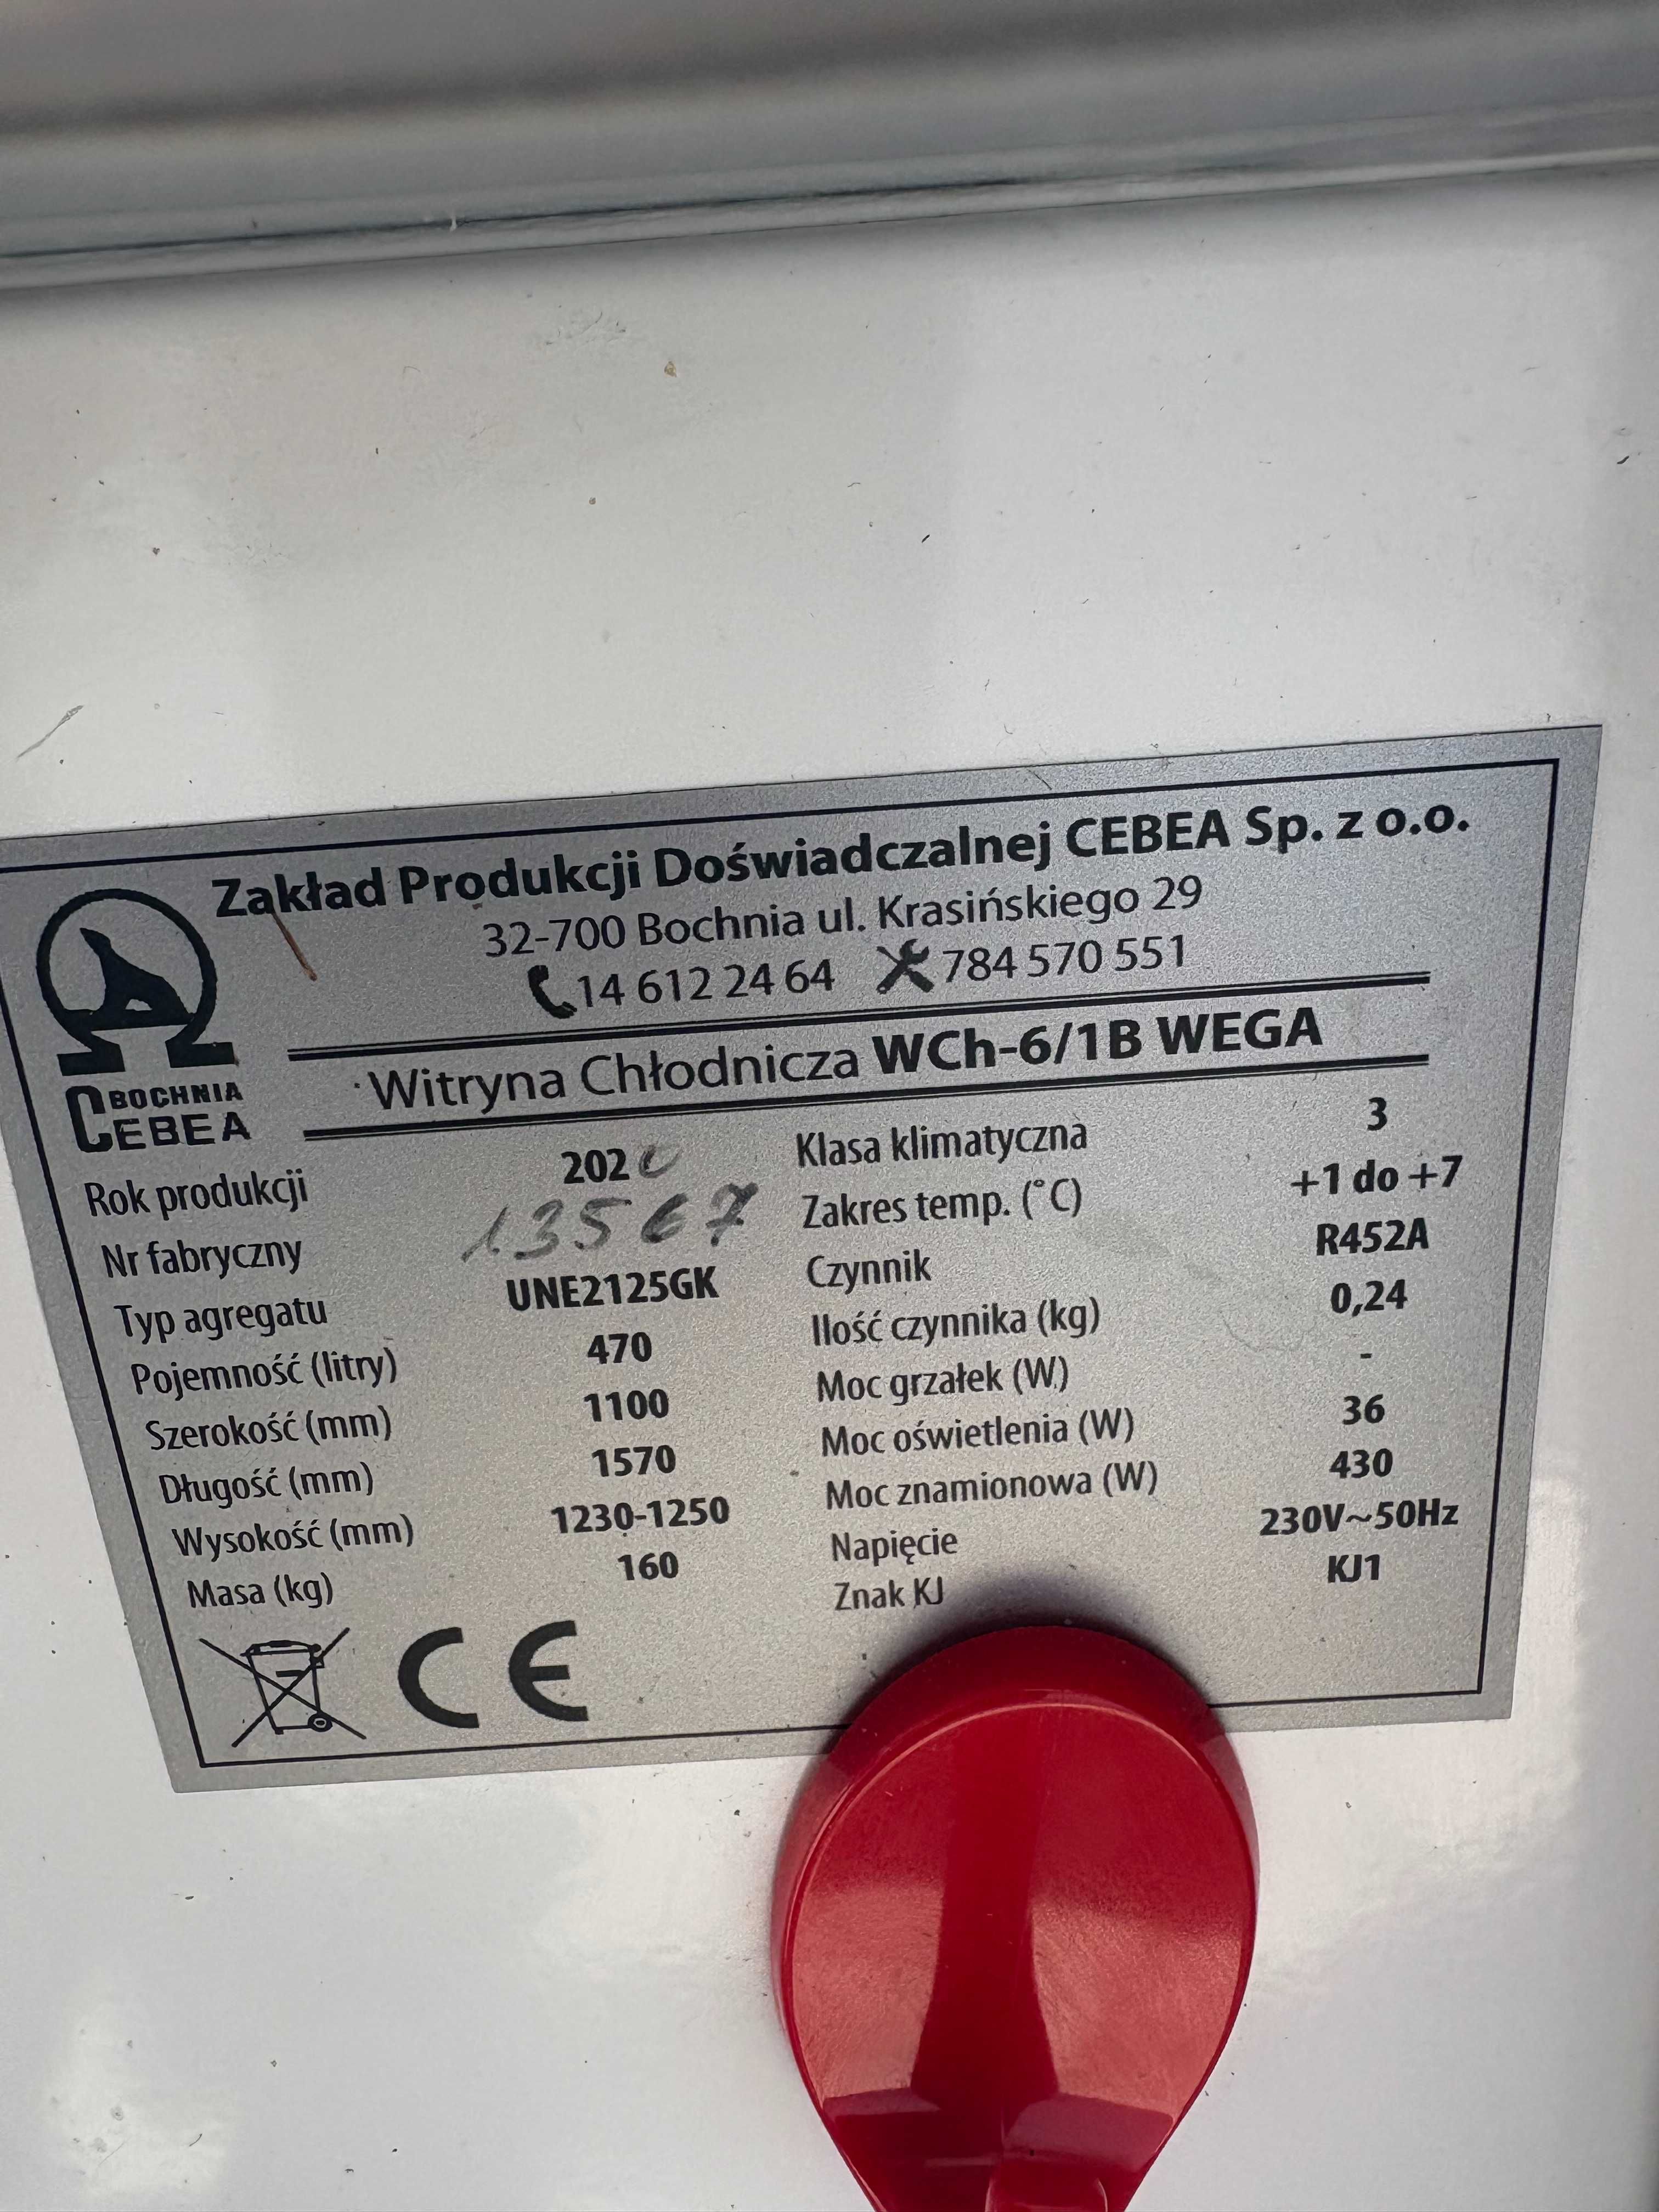 Zakład Produkcji Doświadczalnej CEBEA Sp. z o.o.
32-700 Bochnia ul. Krasińskiego 29
14 612 24 64 784 570 551
BOCHNIA
CEBEA
Witryna Chłodnicza WCh-6/1B WEGA
Rok produkcji 2020
Nr fabryczny 13567
Typ agregatu UNE2125GK
Pojemność (litry) 470
Szerokość (mm) 1100
Długość (mm) 1570
Wysokość (mm) 1230-1250
Masa (kg) 160
Klasa klimatyczna 3
Zakres temp. (°C) +1 do +7
Czynnik R452A
Ilość czynnika (kg) 0,24
Moc grzałek (W) -
Moc oświetlenia (W) 36
Moc znamionowa (W) 430
Napięcie 230V~50Hz
Znak KJ KJ1
CE